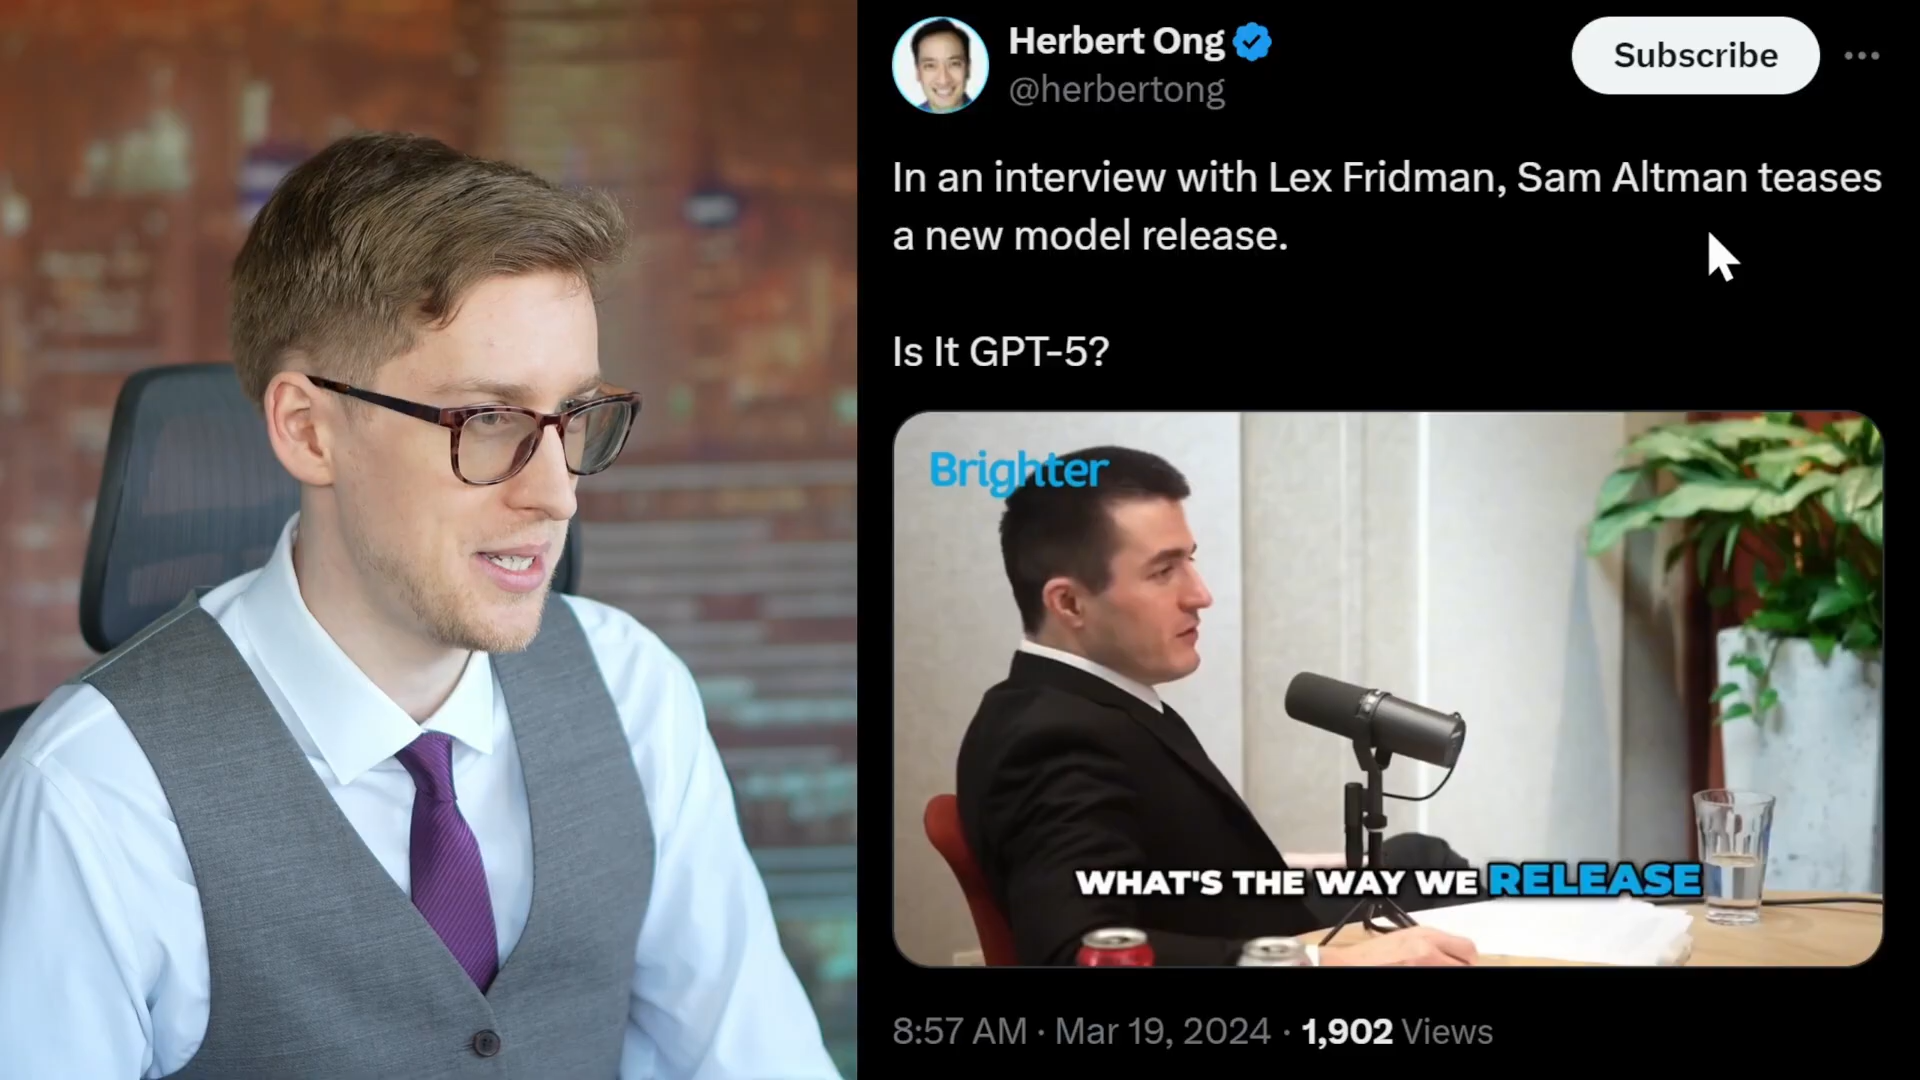 Herbert Ong
@herbertong
Subscribe
In an interview with Lex Fridman, Sam Altman teases
a new model release.
Is It GPT-5?
Brighter
WHAT'S THE WAY WE RELEASE
8:57 AM · Mar 19, 2024 · 1,902 Views